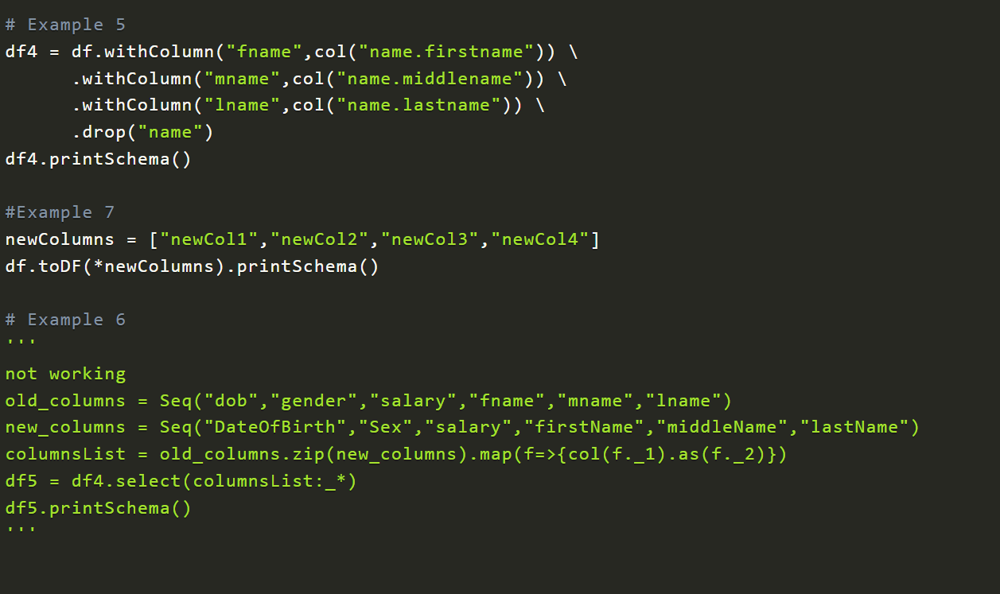 # Example 5
df4 = df.withColumn("fname",col("name.firstname")) \
      .withColumn("mname",col("name.middlename")) \
      .withColumn("lname",col("name.lastname")) \
      .drop("name")
df4.printSchema()

#Example 7
newColumns = ["newCol1","newCol2","newCol3","newCol4"]
df.toDF(*newColumns).printSchema()

# Example 6
'''
not working
old_columns = Seq("dob","gender","salary","fname","mname","lname")
new_columns = Seq("DateOfBirth","Sex","salary","firstName","middleName","lastName")
columnsList = old_columns.zip(new_columns).map(f=>{col(f._1).as(f._2)})
df5 = df4.select(columnsList:_*)
df5.printSchema()
'''